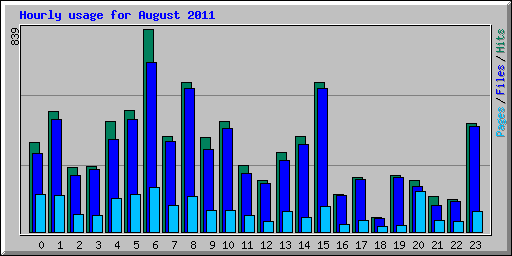 Hourly usage for August 2011
839
Pages / Files / Hits
0 1 2 3 4 5 6 7 8 9 10 11 12 13 14 15 16 17 18 19 20 21 22 23